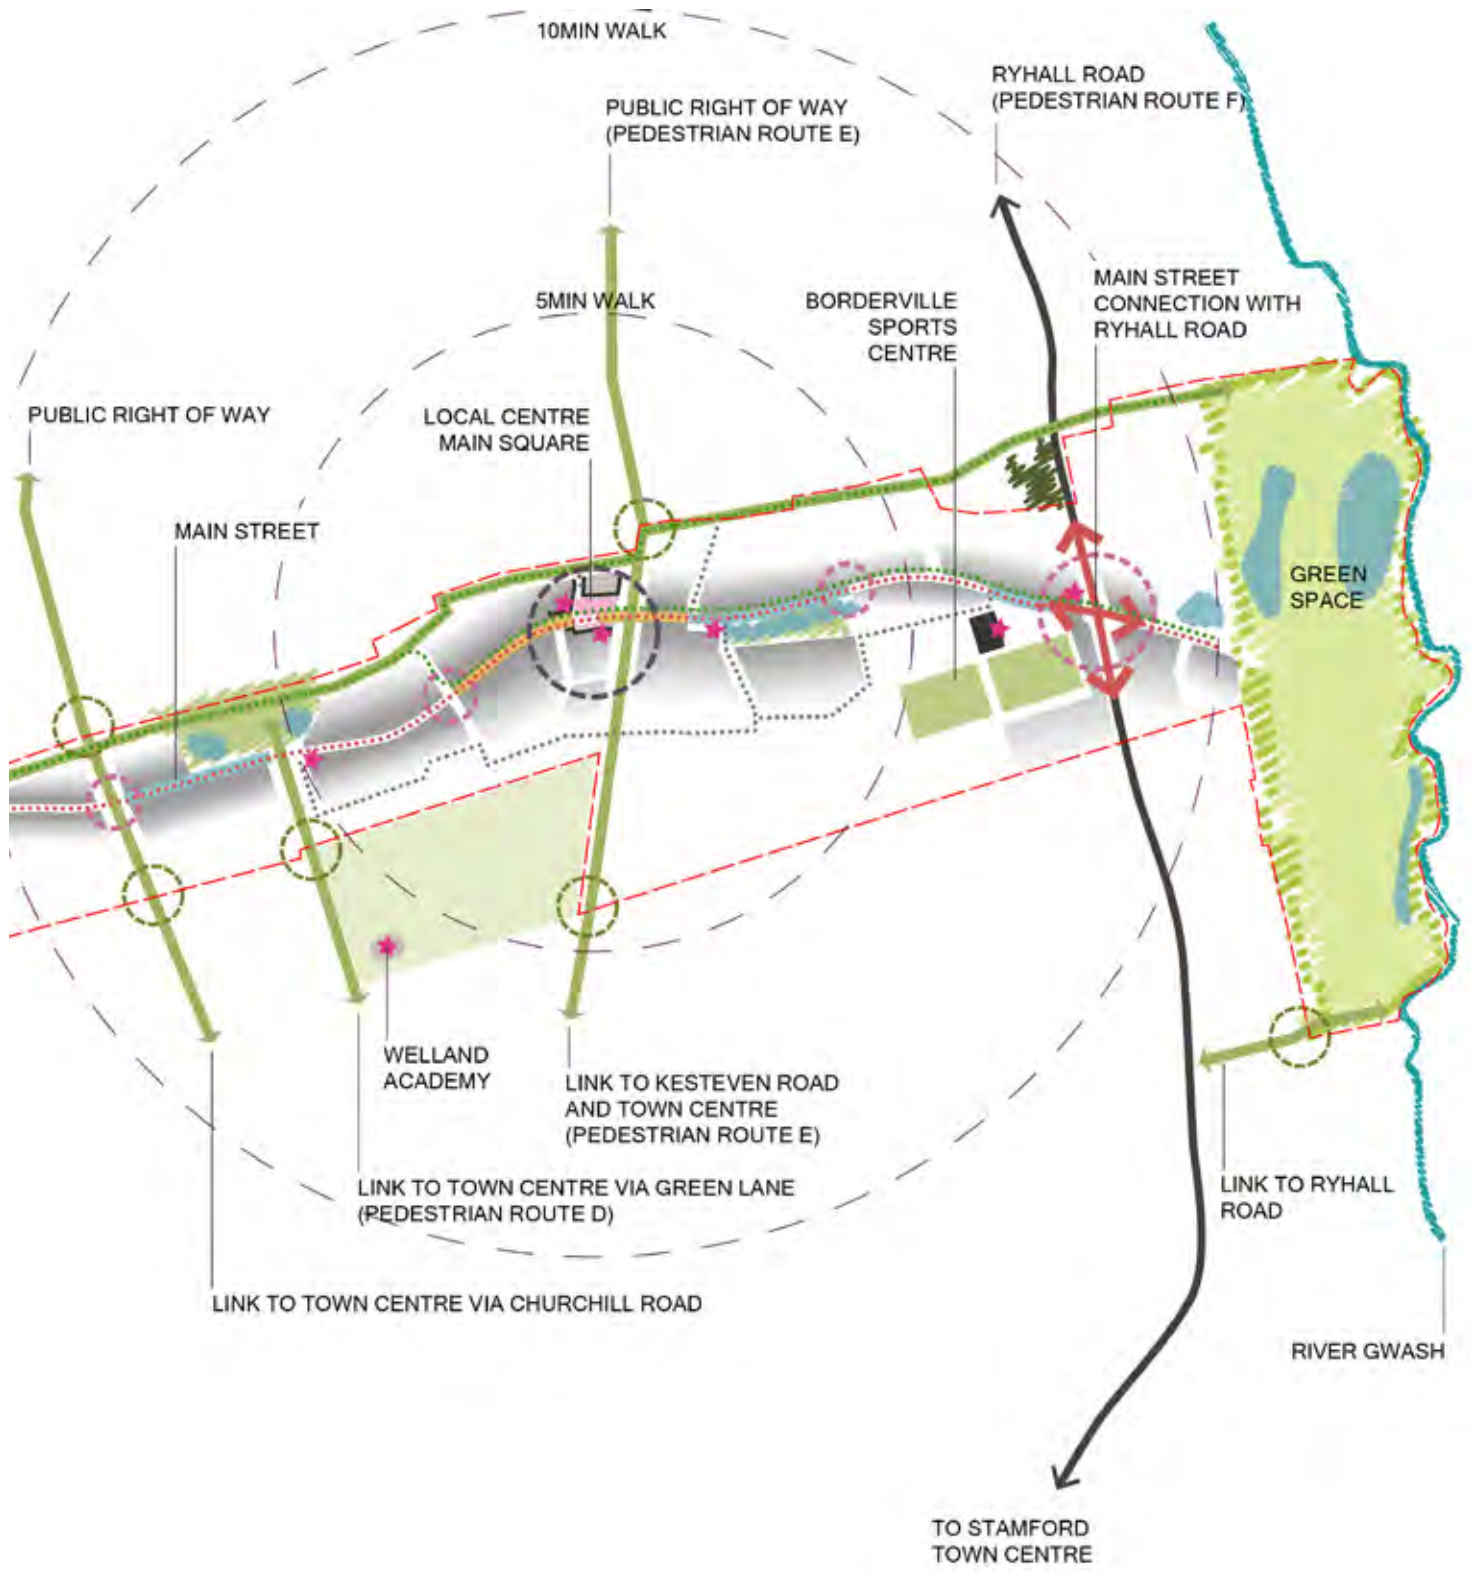 10MIN WALK
RYHALL ROAD
(PEDESTRIAN ROUTE F)
PUBLIC RIGHT OF WAY
(PEDESTRIAN ROUTE E)
5MIN WALK
MAIN STREET
CONNECTION WITH
RYHALL ROAD
BORDERVILLE
SPORTS
CENTRE
PUBLIC RIGHT OF WAY
LOCAL CENTRE
MAIN SQUARE
MAIN STREET
GREEN
SPACE
WELLAND
ACADEMY
LINK TO KESTEVEN ROAD
AND TOWN CENTRE
(PEDESTRIAN ROUTE E)
LINK TO TOWN CENTRE VIA GREEN LANE
(PEDESTRIAN ROUTE D)
LINK TO RYHALL
ROAD
LINK TO TOWN CENTRE VIA CHURCHILL ROAD
RIVER GWASH
TO STAMFORD
TOWN CENTRE